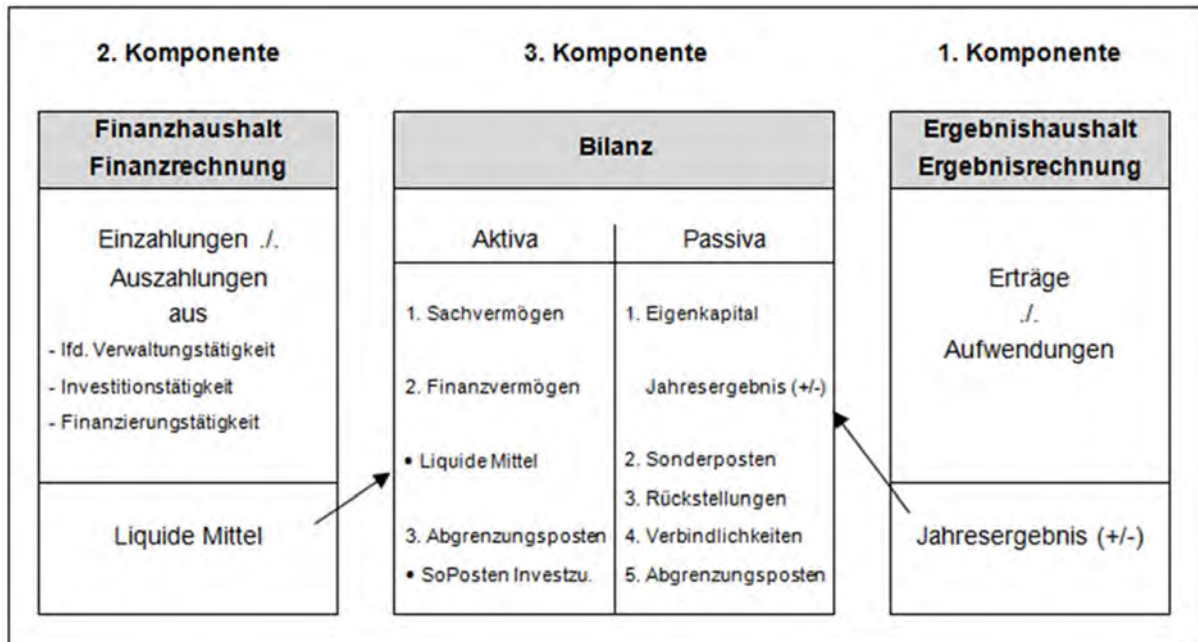 2. Komponente
3. Komponente
1. Komponente
Finanzhaushalt
Finanzrechnung
Einzahlungen ./.
Auszahlungen
aus
- lfd. Verwaltungstätigkeit
- Investitionstätigkeit
- Finanzierungstätigkeit
Liquide Mittel
Bilanz
Aktiva
Passiva
1. Sachvermögen
2. Finanzvermögen
• Liquide Mittel
3. Abgrenzungsposten
• SoPosten Investzu.
1. Eigenkapital
Jahresergebnis (+/-)
2. Sonderposten
3. Rückstellungen
4. Verbindlichkeiten
5. Abgrenzungsposten
Ergebnishaushalt
Ergebnisrechnung
Erträge
./.
Aufwendungen
Jahresergebnis (+/-)